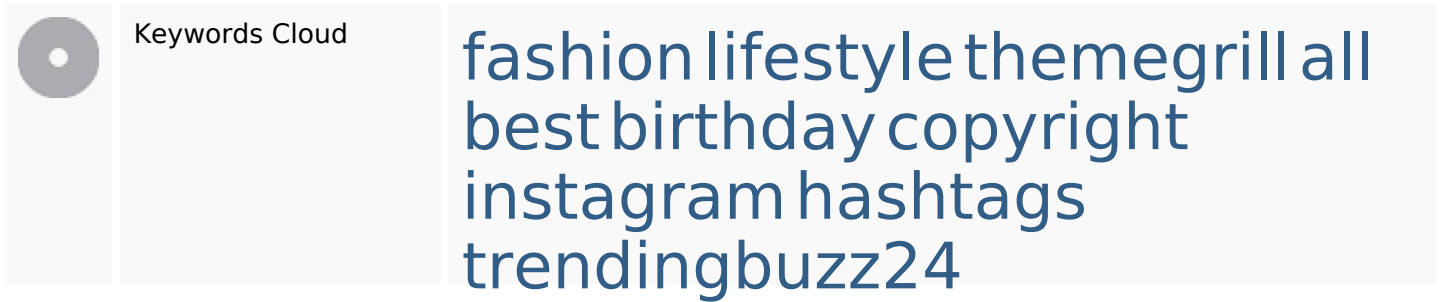 Keywords Cloud
fashion lifestyle themegrill all
best birthday copyright
instagram hashtags
trendingbuzz24